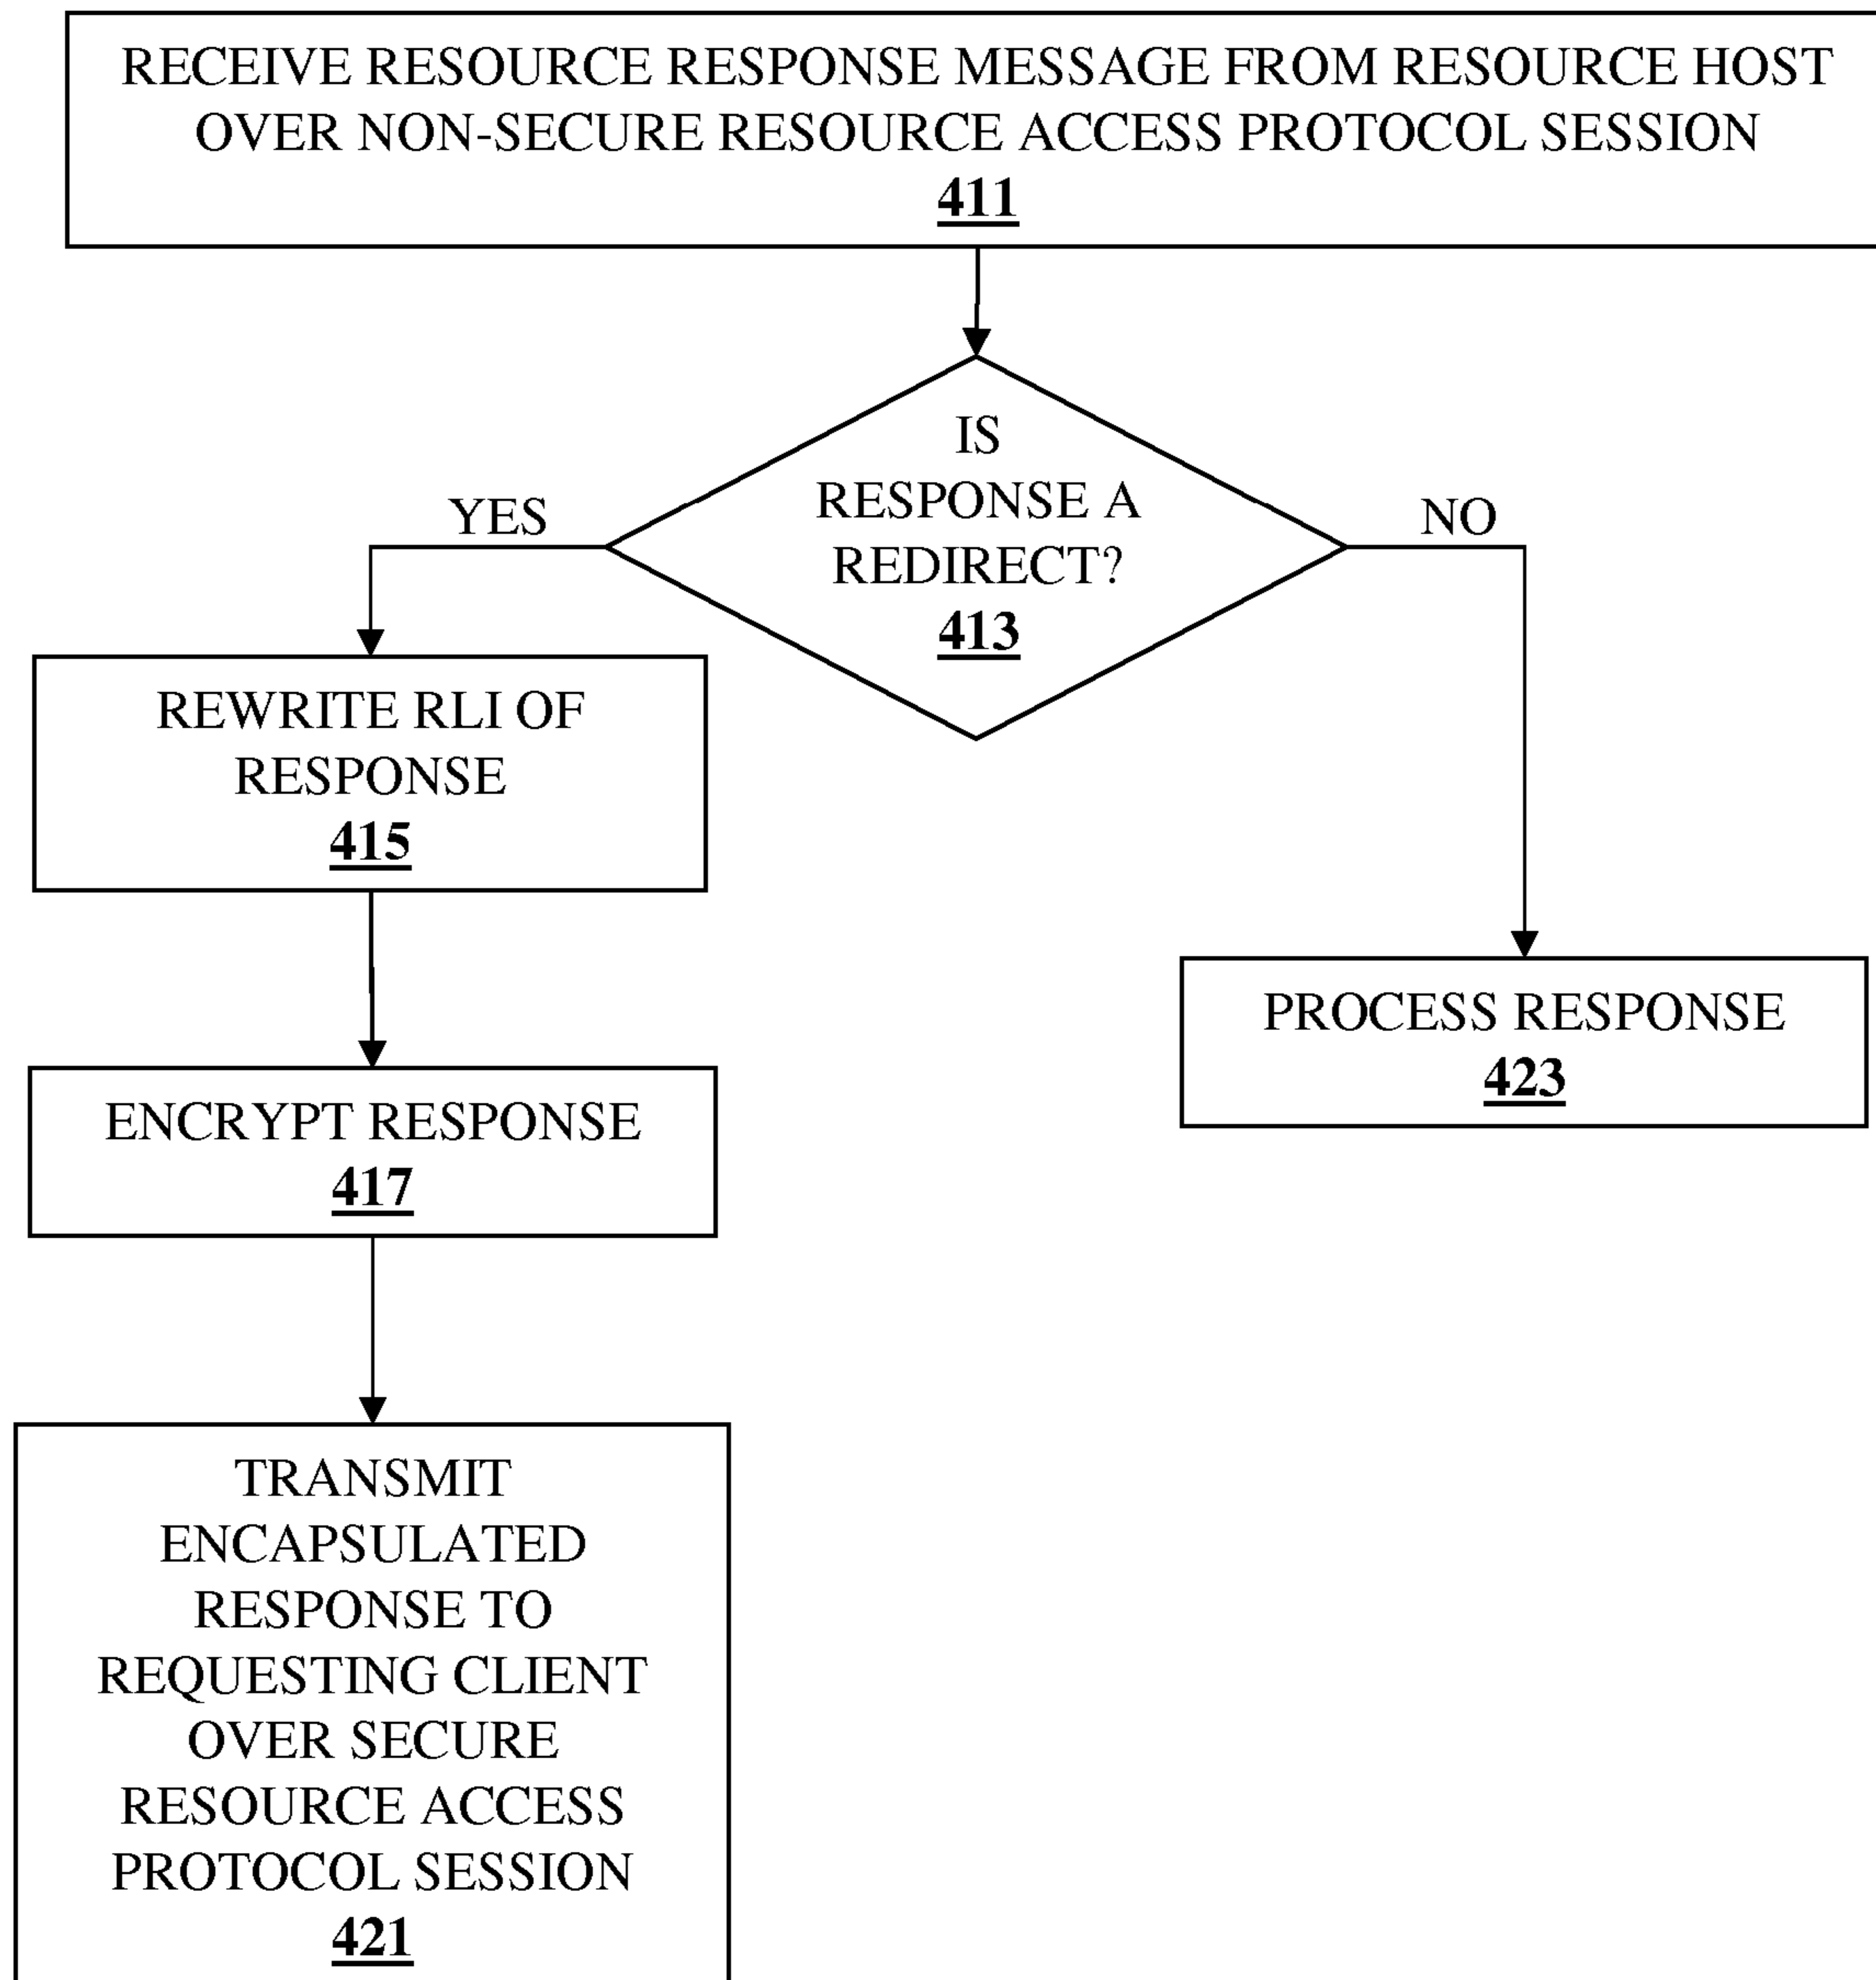 RECEIVE RESOURCE RESPONSE MESSAGE FROM RESOURCE HOST
OVER NON-SECURE RESOURCE ACCESS PROTOCOL SESSION
411
IS
RESPONSE A
REDIRECT?
413
YES
NO
REWRITE RLI OF
RESPONSE
415
PROCESS RESPONSE
423
ENCRYPT RESPONSE
417
TRANSMIT
ENCAPSULATED
RESPONSE TO
REQUESTING CLIENT
OVER SECURE
RESOURCE ACCESS
PROTOCOL SESSION
421